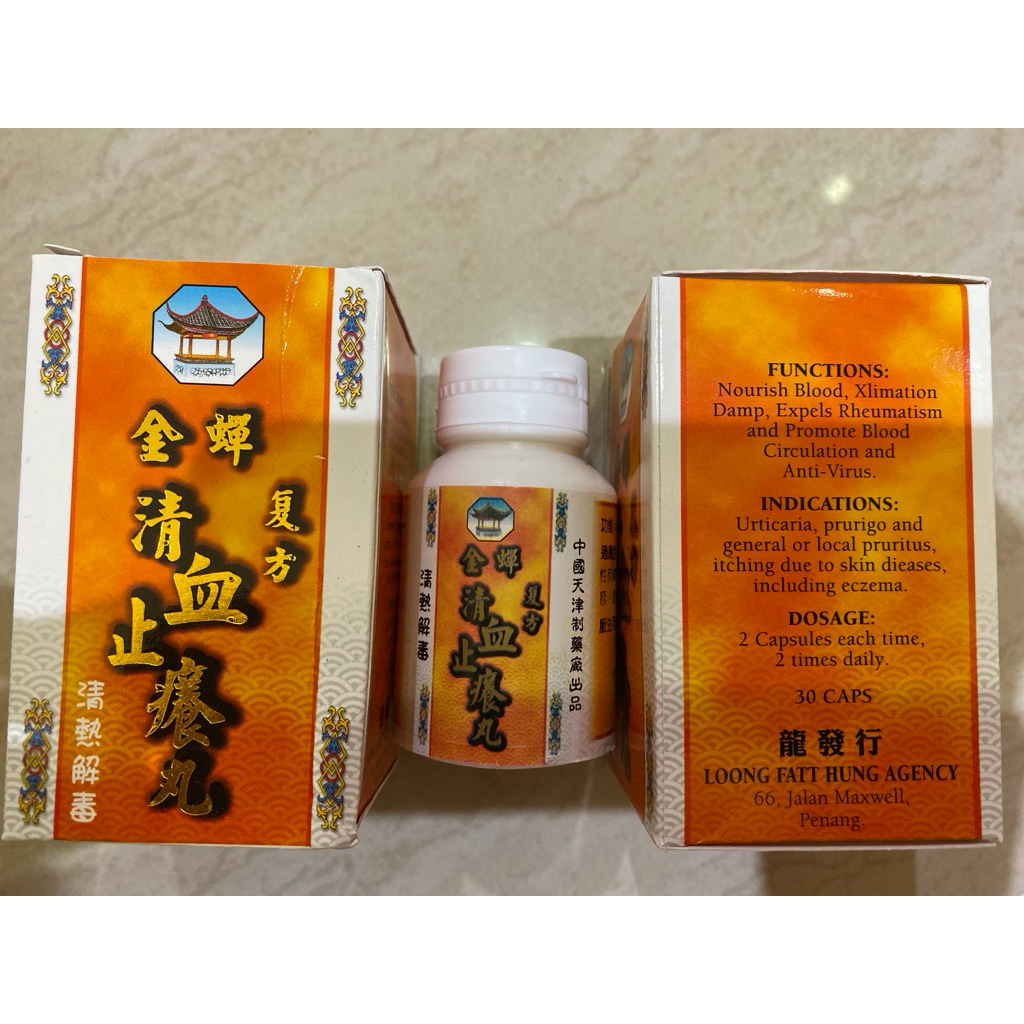 金蟬
复方
清血止癢丸
清熱解毒
金蟬
复方
清血止癢丸
清熱解毒
中國天津制藥廠出品
功能
FUNCTIONS:
Nourish Blood, Xlimation
Damp, Expels Rheumatism
and Promote Blood
Circulation and
Anti-Virus.
INDICATIONS:
Urticaria, prurigo and
general or local pruritus,
itching due to skin dieases,
including eczema.
DOSAGE:
2 Capsules each time,
2 times daily.
30 CAPS
龍發行
LOONG FATT HUNG AGENCY
66, Jalan Maxwell,
Penang.